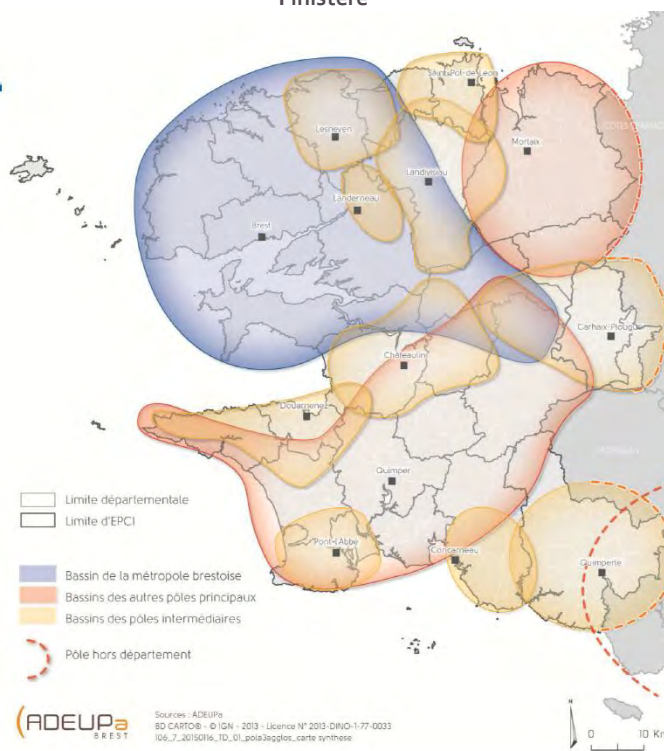 Finistère
Saint-Pol-de-Léon
Lesneven
Morlaix
Landivisiau
Landerneau
Brest
Carhaix-Plouguer
Châteaulin
Douarnenez
Quimper
Pont-l'Abbé
Concarneau
Quimperlé
Limite départementale
Limite d'EPCI
Bassin de la métropole brestoise
Bassins des autres pôles principaux
Bassins des pôles intermédiaires
Pôle hors département
ADEUPa
BREST
Sources : ADEUPa
BD CARTO® - © IGN - 2013 - Licence N° 2013-DINO-1-77-0033
106_7_20150116_TD_01_pola3agglos_carte synthese
N
0 10 Km